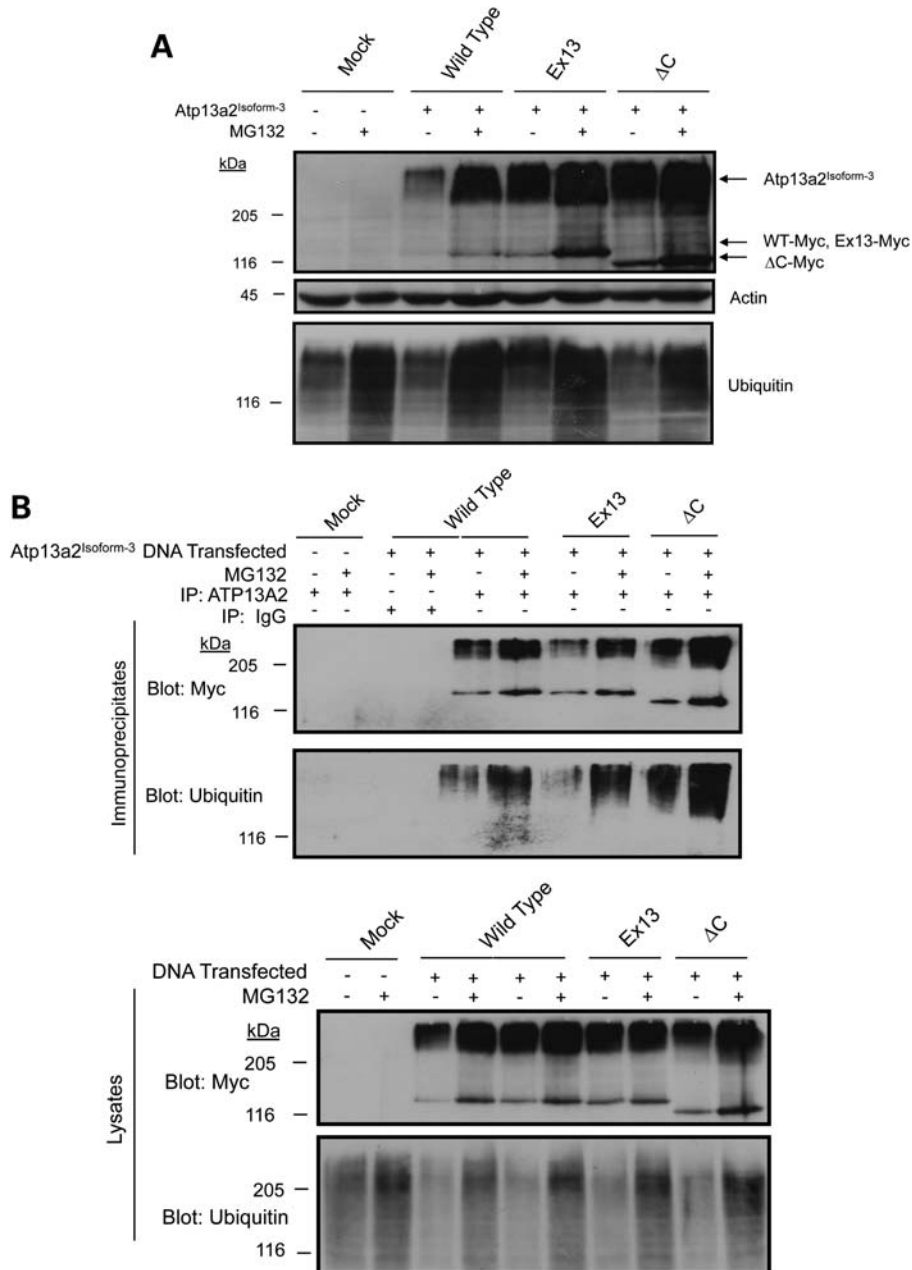 A
Mock Wild Type Ex13 ΔC
Atp13a2Isoform-3 - - + + + + + +
MG132 - + - + - + - +
kDa
Atp13a2Isoform-3
205
WT-Myc, Ex13-Myc
ΔC-Myc
116
45
Actin
116
Ubiquitin
B
Mock Wild Type Ex13 ΔC
Atp13a2Isoform-3 DNA Transfected - - + + + + + + + +
MG132 - + - + - + - + - +
IP: ATP13A2 + + - - + + + + + +
IP: IgG + +
kDa
205
Blot: Myc
116
Immunoprecipitates
Blot: Ubiquitin
116
Mock Wild Type Ex13 ΔC
DNA Transfected - - + + + + + + + +
MG132 - + - + - + - + - +
kDa
205
Blot: Myc
116
Lysates
205
Blot: Ubiquitin
116